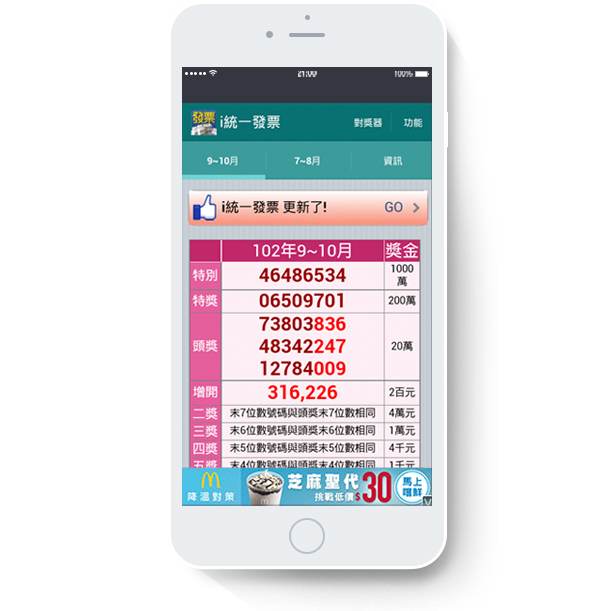 21:00
100%
發票
i統一發票
對獎器
功能
9~10月
7~8月
資訊
i統一發票 更新了!
GO
102年9~10月
獎金
特別
46486534
1000
萬
特獎
06509701
200萬
頭獎
73803836
48342247
12784009
20萬
增開
316,226
2百元
二獎
末7位數號碼與頭獎末7位數相同
4萬元
三獎
末6位數號碼與頭獎末6位數相同
1萬元
四獎
末5位數號碼與頭獎末5位數相同
4千元
五獎
末4位數號碼與頭獎末4位數相同
1千元
降溫對策
芝麻聖代
挑戰低價$30
馬上
嚐鮮